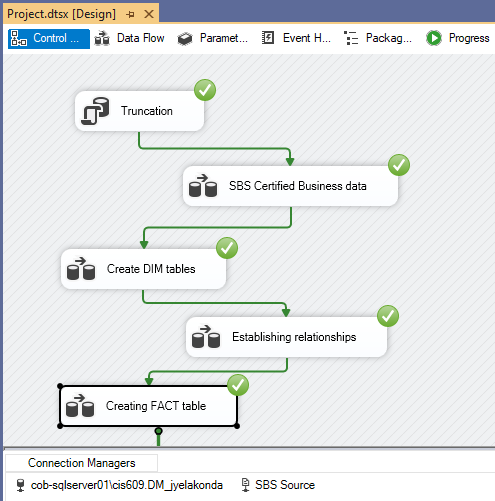 Project.dtsx [Design]
Control ... Data Flow Paramet... Event H... Packag... Progress
Truncation
SBS Certified Business data
Create DIM tables
Establishing relationships
Creating FACT table
Connection Managers
cob-sqlserver01\cis609.DM_jyelakonda SBS Source